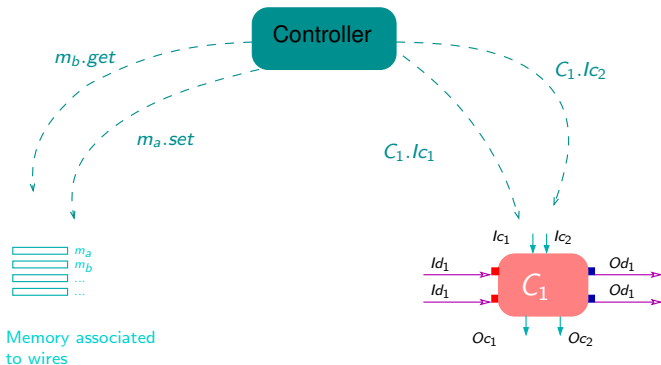 Controller
m_b.get
C_1.Ic_2
m_a.set
C_1.Ic_1
Ic_1 Ic_2
m_a
m_b
...
...
Id_1 Od_1
C_1
Id_1 Od_1
Memory associated
to wires
Oc_1 Oc_2